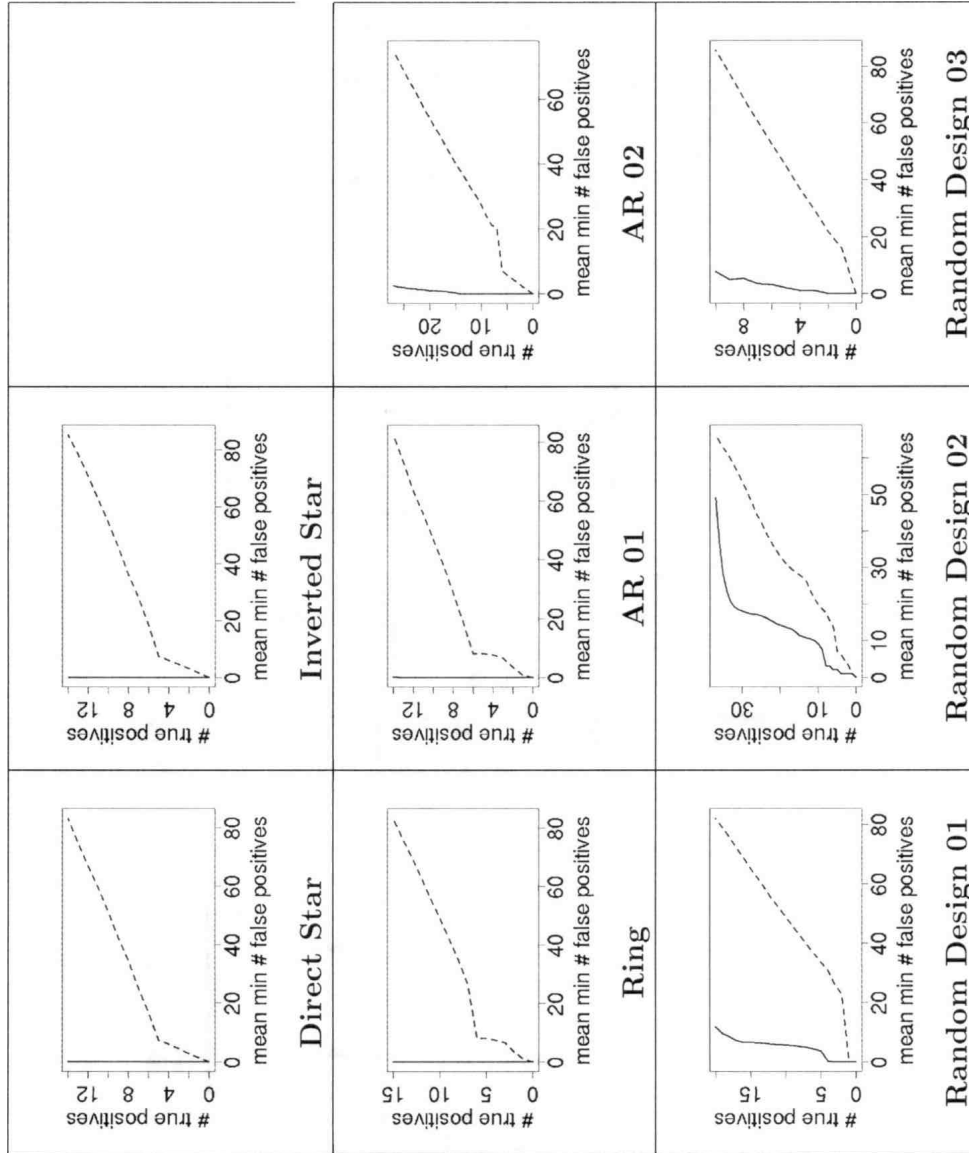 # true positives
0 4 8 12
0 20 40 60 80
mean min # false positives
Direct Star
# true positives
0 4 8 12
0 20 40 60 80
mean min # false positives
Inverted Star
# true positives
0 5 10 15
0 20 40 60 80
mean min # false positives
Ring
# true positives
0 4 8 12
0 20 40 60 80
mean min # false positives
AR 01
# true positives
0 10 20
0 20 40 60
mean min # false positives
AR 02
# true positives
0 5 15
0 20 40 60 80
mean min # false positives
Random Design 01
# true positives
0 10 30
0 10 30 50
mean min # false positives
Random Design 02
# true positives
0 4 8
0 20 40 60 80
mean min # false positives
Random Design 03